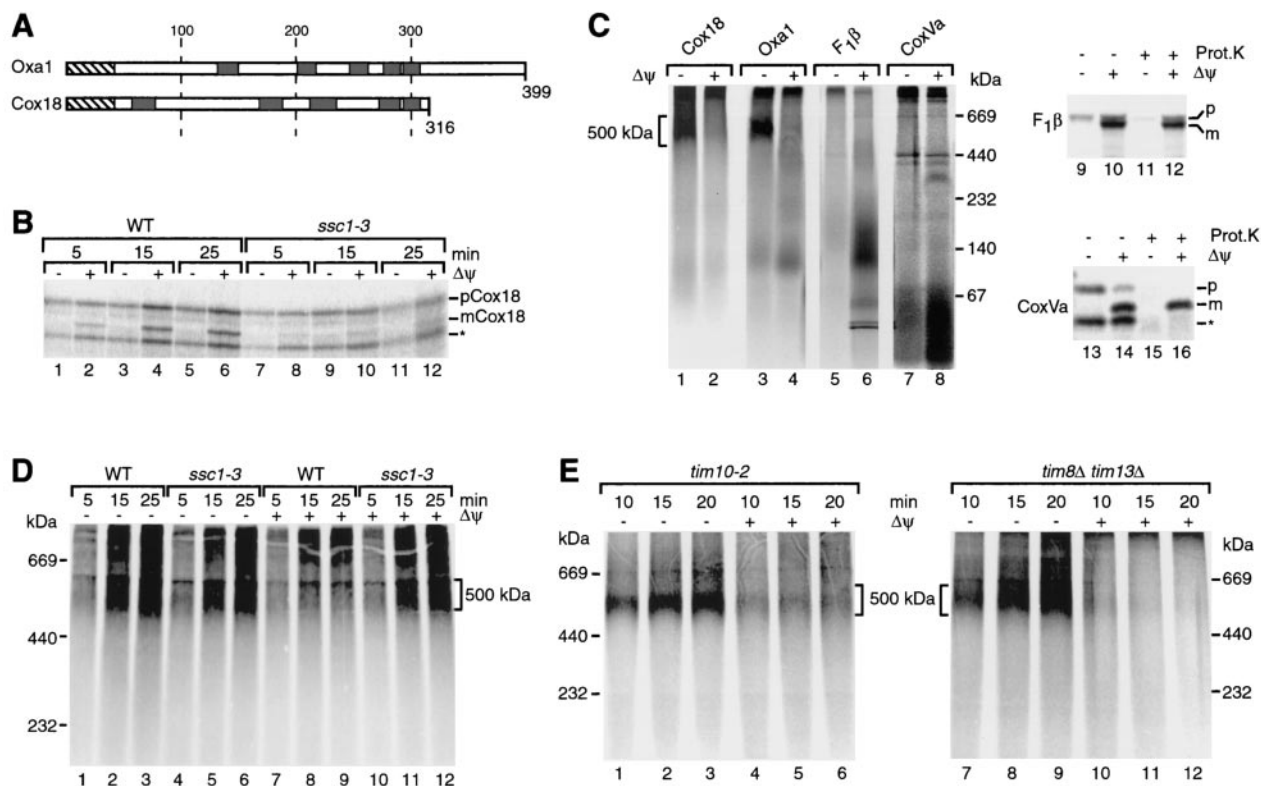 A
100 200 300
Oxa1
399
Cox18
316
B
WT ssc1-3
5 15 25 5 15 25 min
- + - + - + - + - + - + Δψ
pCox18
mCox18
*
1 2 3 4 5 6 7 8 9 10 11 12
C
Cox18 Oxa1 F1β CoxVa
Δψ - + - + - + - + kDa
500 kDa
669
440
232
140
67
1 2 3 4 5 6 7 8
- - + + Prot.K
- + - + Δψ
F1β
p
m
9 10 11 12
- - + + Prot.K
- + - + Δψ
CoxVa
p
m
*
13 14 15 16
D
WT ssc1-3 WT ssc1-3
5 15 25 5 15 25 5 15 25 5 15 25 min
- - - - - - + + + + + + Δψ
kDa
669
500 kDa
440
232
1 2 3 4 5 6 7 8 9 10 11 12
E
tim10-2 tim8Δ tim13Δ
10 15 20 10 15 20 min 10 15 20 10 15 20
- - - + + + Δψ - - - + + +
kDa kDa
669 669
500 kDa
440 440
232 232
1 2 3 4 5 6 7 8 9 10 11 12